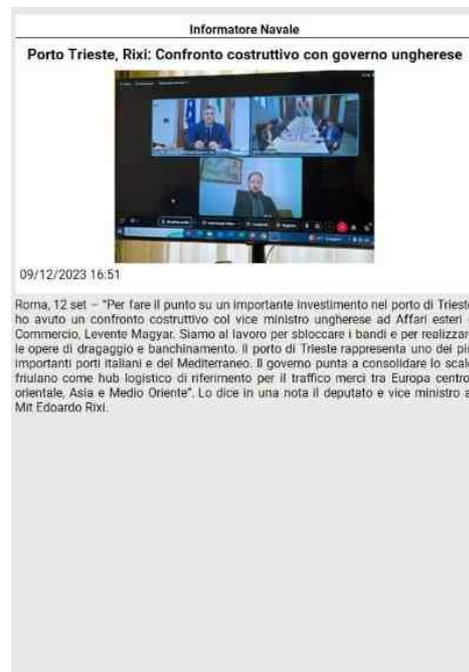 Informatore Navale
Porto Trieste, Rixi: Confronto costruttivo con governo ungherese
09/12/2023 16:51
Roma, 12 set – "Per fare il punto su un importante investimento nel porto di Trieste
ho avuto un confronto costruttivo col vice ministro ungherese ad Affari esteri
Commercio, Levente Magyar. Siamo al lavoro per sbloccare i bandi e per realizzar
le opere di dragaggio e banchinamento. Il porto di Trieste rappresenta uno dei pi
importanti porti italiani e del Mediterraneo. Il governo punta a consolidare lo scal
friulano come hub logistico di riferimento per il traffico merci tra Europa centro
orientale, Asia e Medio Oriente". Lo dice in una nota il deputato e vice ministro a
Mit Edoardo Rixi.